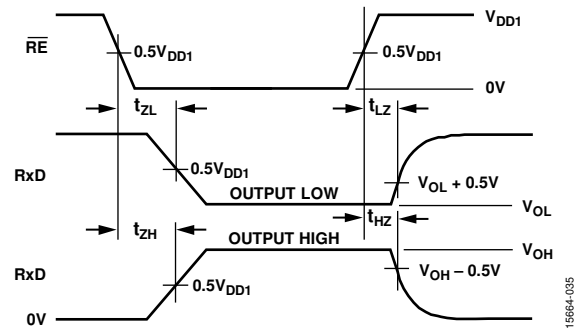 V_DD1
RE
0.5V_DD1
0.5V_DD1
0V
t_ZL
t_LZ
RxD
0.5V_DD1
V_OL + 0.5V
OUTPUT LOW
V_OL
t_ZH
t_HZ
OUTPUT HIGH
V_OH
RxD
V_OH – 0.5V
0.5V_DD1
0V
15664-035